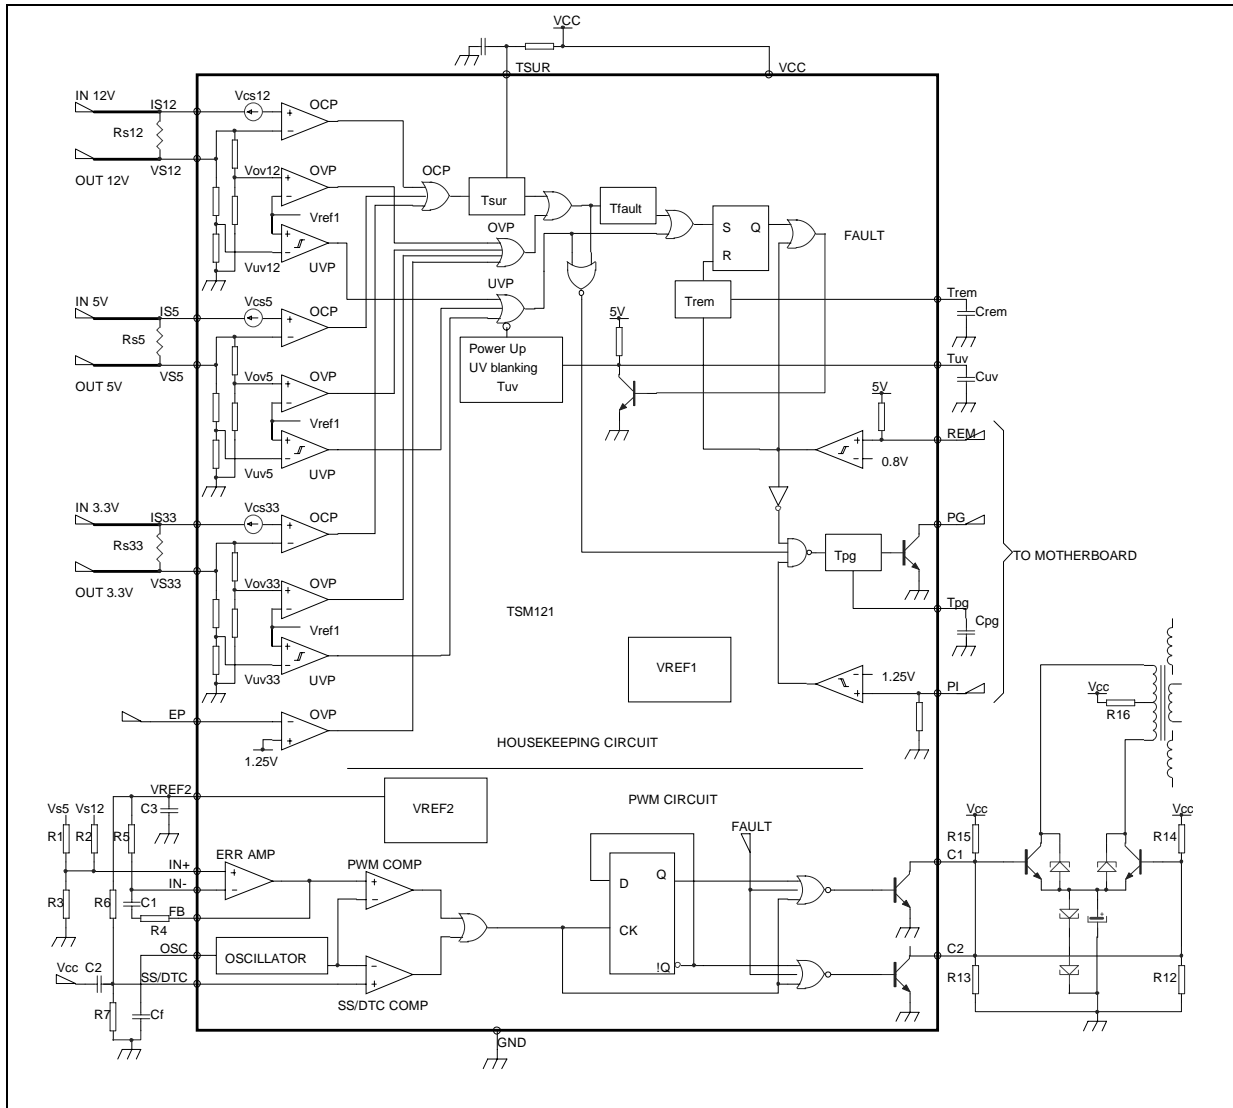 VCC
TSUR
VCC
IN 12V
IS12
Vcs12
OCP
Rs12
VS12
OUT 12V
Vov12
OVP
Vref1
Vuv12
UVP
OCP
Tsur
OVP
UVP
Tfault
S
Q
R
FAULT
Trem
Trem
Crem
IN 5V
IS5
Vcs5
OCP
Rs5
VS5
OUT 5V
Vov5
OVP
Vref1
Vuv5
UVP
Power Up
UV blanking
Tuv
5V
Tuv
Cuv
5V
REM
0.8V
IN 3.3V
IS33
Vcs33
OCP
Rs33
VS33
OUT 3.3V
Vov33
OVP
Vref1
Vuv33
UVP
PG
Tpg
TO MOTHERBOARD
TSM121
Tpg
Cpg
VREF1
1.25V
PI
Vcc
R16
EP
OVP
1.25V
HOUSEKEEPING CIRCUIT
VREF2
C3
VREF2
PWM CIRCUIT
FAULT
Vs5
Vs12
R1
R2
R5
IN+
IN-
ERR AMP
PWM COMP
C1
R3
R6
FB
R4
OSC
OSCILLATOR
D
Q
CK
!Q
Vcc
C2
SS/DTC
SS/DTC COMP
R7
Cf
GND
Vcc
R15
C1
Vcc
R14
C2
R13
R12